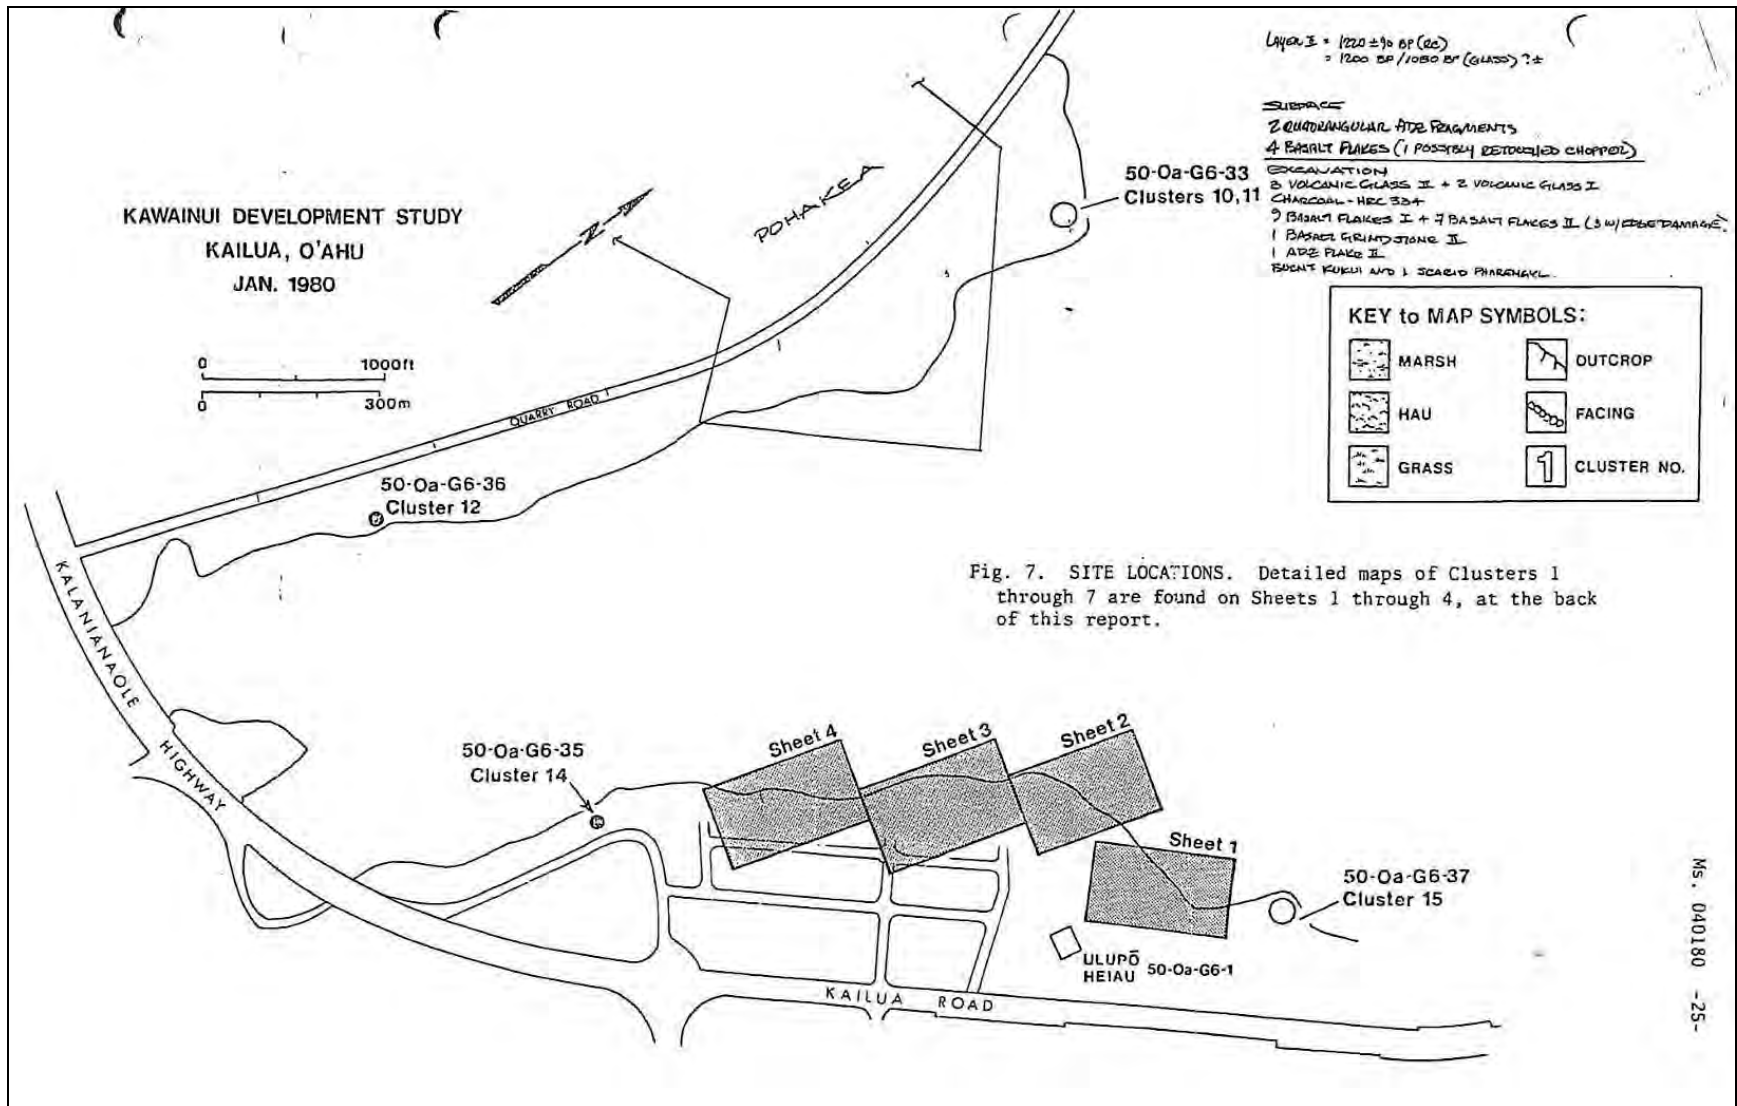 LAYER II = 1220 ± 90 BP (RC)
= 1200 BP/1080 BP (GLASS) ? ±
SURFACE
2 QUADRANGULAR ADZ FRAGMENTS
4 BASALT FLAKES (1 POSSIBLY RETOUCHED CHOPPER)
EXCAVATION
3 VOLCANIC GLASS II + 2 VOLCANIC GLASS I
CHARCOAL - HRC 334
9 BASALT FLAKES I + 7 BASALT FLAKES II (3 W/EDGE DAMAGE)
1 BASALT GRINDSTONE II
1 ADZ FLAKE II
BURNT KUKUI AND 1 SCARID PHARENGYL
KAWAINUI DEVELOPMENT STUDY
KAILUA, O'AHU
JAN. 1980
N
0 1000ft
0 300m
POHAKEA
50-Oa-G6-33
Clusters 10,11
KEY to MAP SYMBOLS:
MARSH
OUTCROP
HAU
FACING
GRASS
1 CLUSTER NO.
QUARRY ROAD
50-Oa-G6-36
Cluster 12
Fig. 7. SITE LOCATIONS. Detailed maps of Clusters 1
through 7 are found on Sheets 1 through 4, at the back
of this report.
KALANIANAOLE HIGHWAY
50-Oa-G6-35
Cluster 14
Sheet 4
Sheet 3
Sheet 2
Sheet 1
50-Oa-G6-37
Cluster 15
ULUPŌ
HEIAU 50-Oa-G6-1
KAILUA ROAD
Ms. 040180 -25-